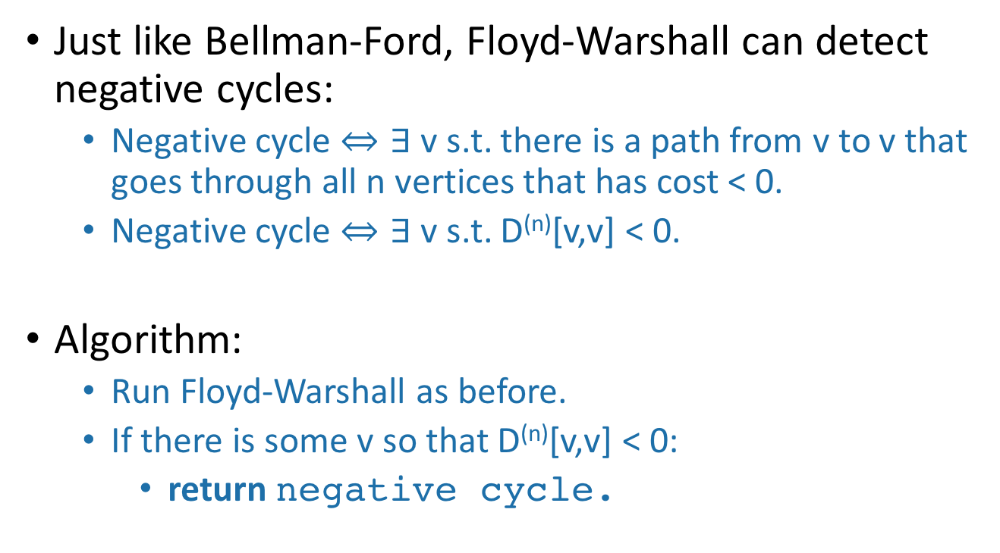 • Just like Bellman-Ford, Floyd-Warshall can detect
negative cycles:
• Negative cycle ⇔ ∃ v s.t. there is a path from v to v that
goes through all n vertices that has cost < 0.
• Negative cycle ⇔ ∃ v s.t. D⁽ⁿ⁾[v,v] < 0.
• Algorithm:
• Run Floyd-Warshall as before.
• If there is some v so that D⁽ⁿ⁾[v,v] < 0:
• return negative cycle.